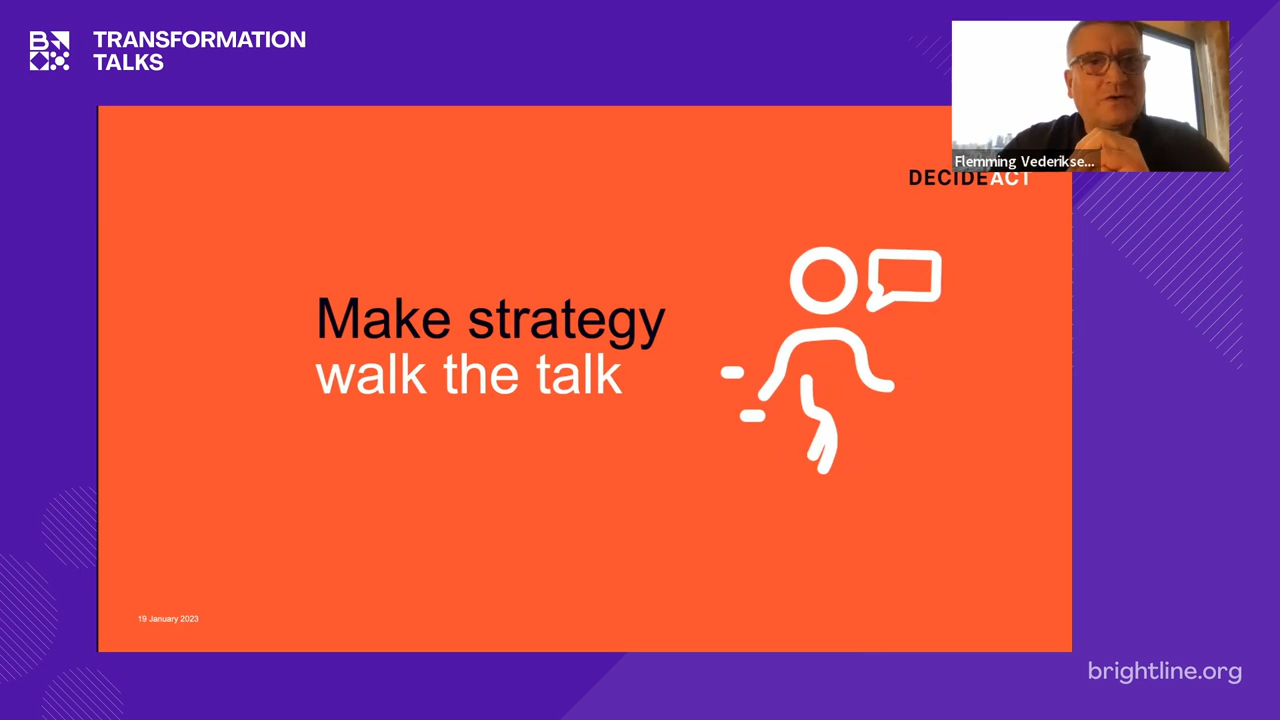 TRANSFORMATION
TALKS
Flemming Vederikse...
DECIDEACT
Make strategy
walk the talk
19 January 2023
brightline.org